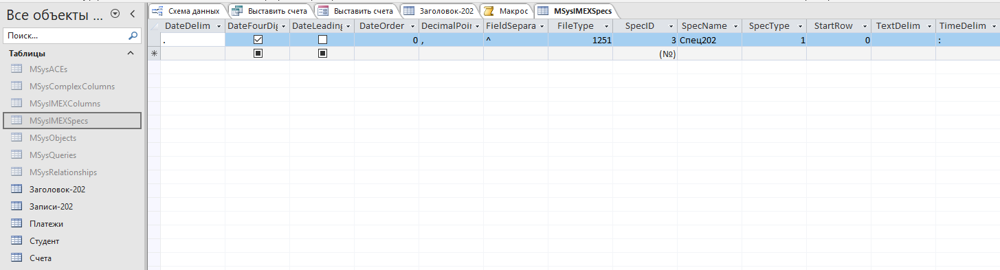 Все объекты ...
Поиск...
Таблицы
MSysACEs
MSysComplexColumns
MSysIMEXColumns
MSysIMEXSpecs
MSysObjects
MSysQueries
MSysRelationships
Заголовок-202
Записи-202
Платежи
Студент
Счета
Схема данных Выставить счета Выставить счета Заголовок-202 Макрос MSysIMEXSpecs
DateDelim DateFourDig DateLeading DateOrder DecimalPoin FieldSepara FileType SpecID SpecName SpecType StartRow TextDelim TimeDelim
. 0 , ^ 1251 3 Спец202 1 0 :
* (№)